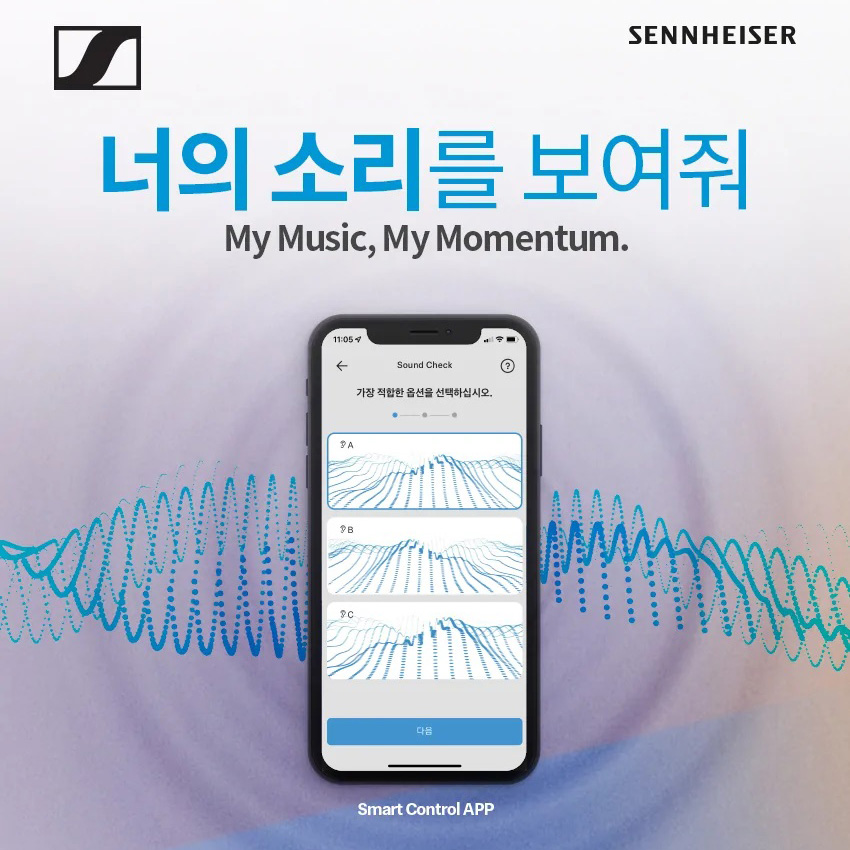 SENNHEISER
너의 소리를 보여줘
My Music, My Momentum.
11:05
Sound Check
?
가장 적합한 옵션을 선택하십시오.
A
B
C
다음
Smart Control APP